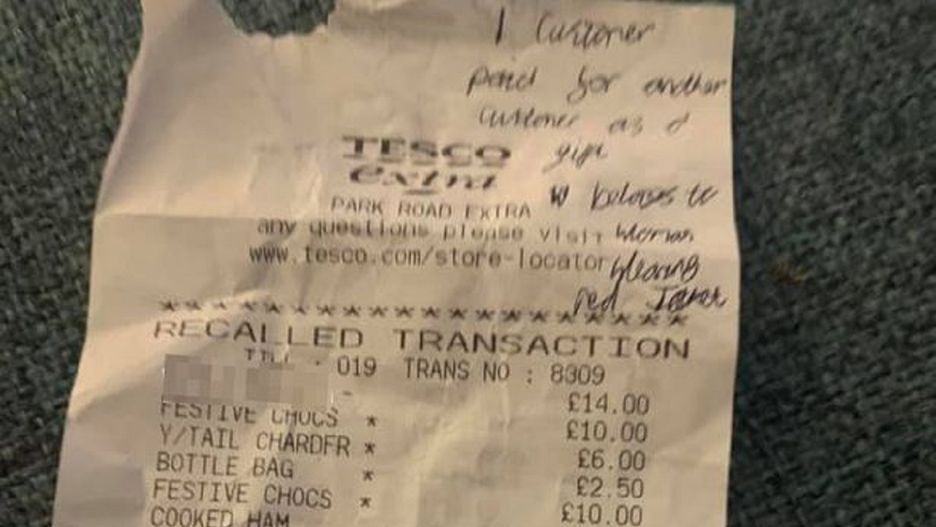 1 Customer
paid for another
customer as a
gift
TESCO
extra
PARK ROAD EXTRA
belongs to
any questions please visit
woman
www.tesco.com/store-locator
wearing
red
*******************
RECALLED TRANSACTION
019 TRANS NO : 8309
£14.00
FESTIVE CHOCS * £10.00
Y/TAIL CHARDFR * £6.00
BOTTLE BAG * £2.50
FESTIVE CHOCS * £10.00
COOKED HAM